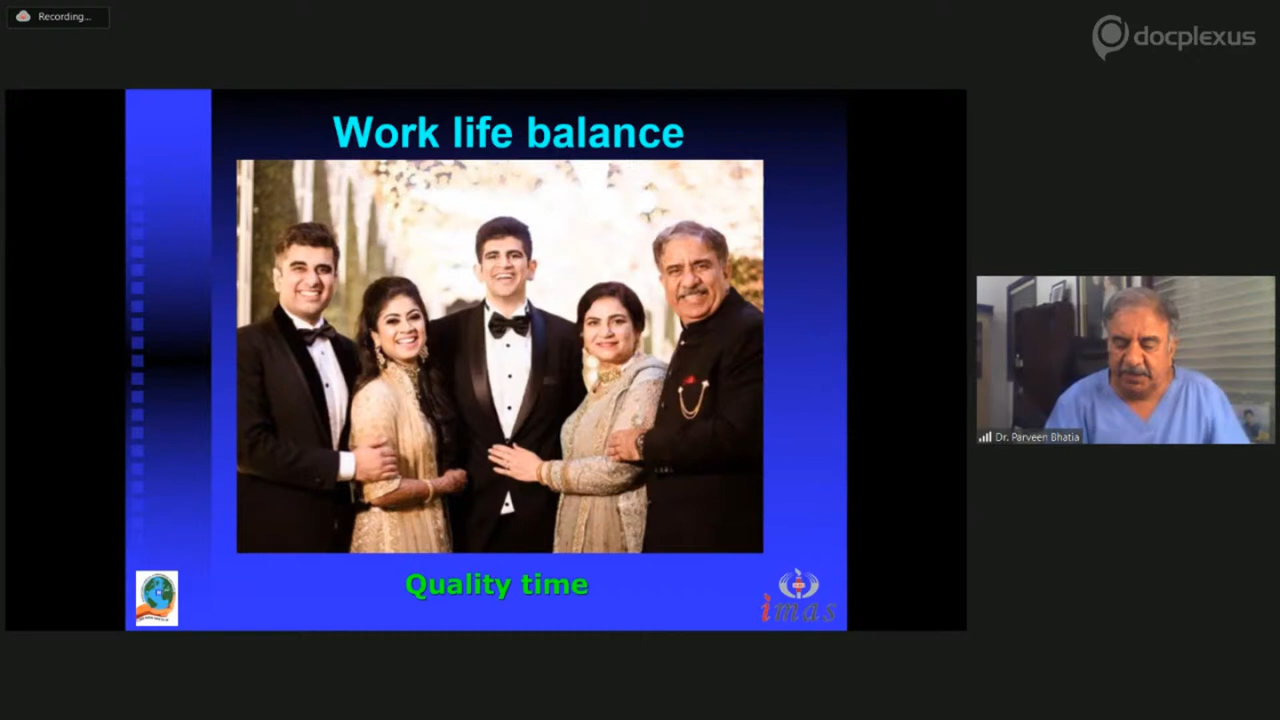 Recording...
docplexus
Work life balance
Dr. Parveen Bhatia
Quality time
imas